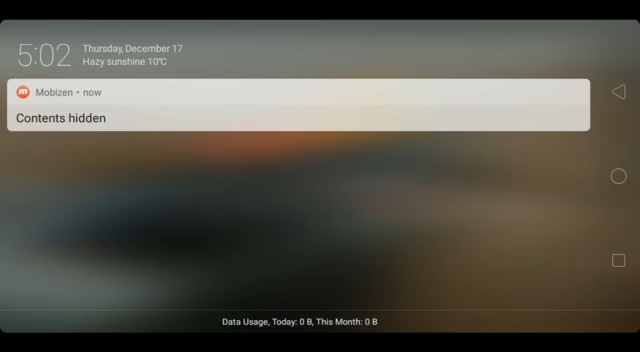 5:02
Thursday, December 17
Hazy sunshine 10°C
Mobizen • now
Contents hidden
Data Usage, Today: 0 B, This Month: 0 B